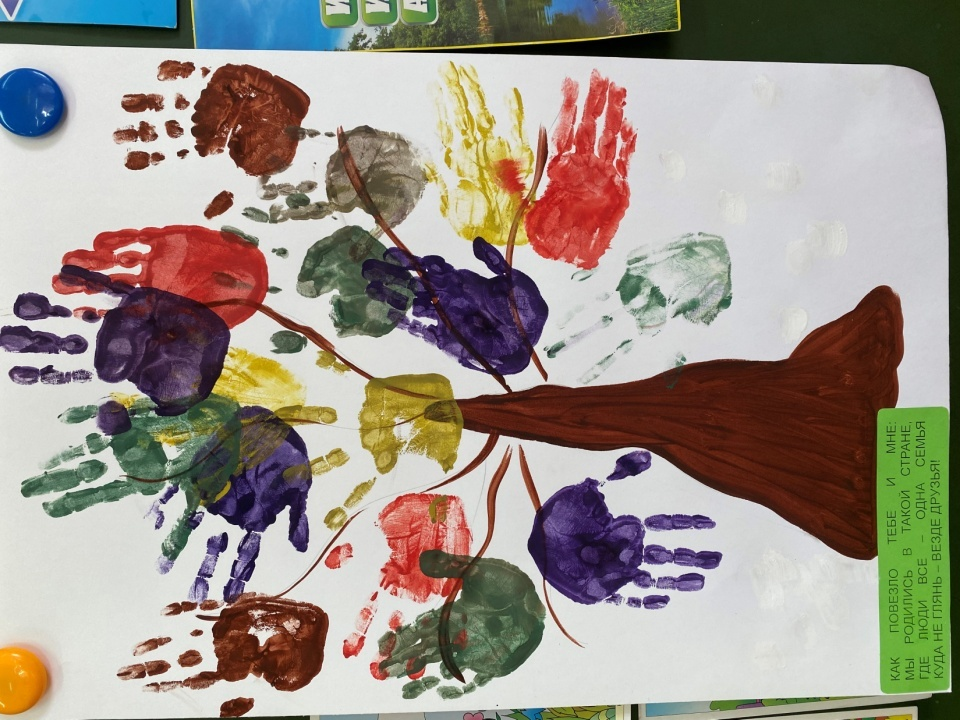 КАК ПОВЕЗЛО ТЕБЕ И МНЕ:
МЫ РОДИЛИСЬ В ТАКОЙ СТРАНЕ,
ГДЕ ЛЮДИ ВСЕ – ОДНА СЕМЬЯ
КУДА НЕ ГЛЯНЬ – ВЕЗДЕ ДРУЗЬЯ!